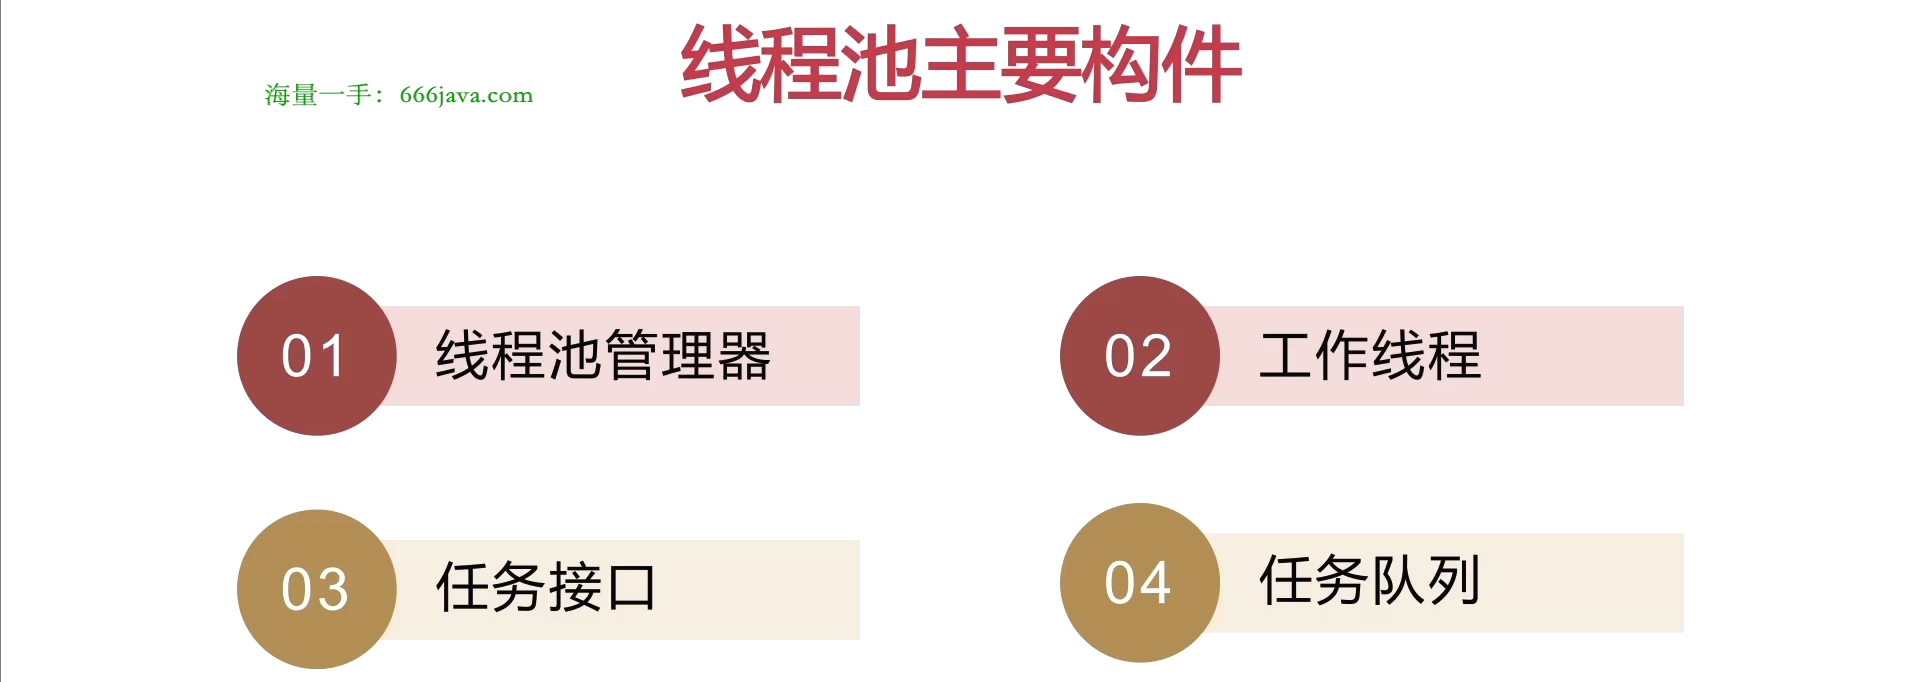 线程池主要构件
海量一手：666java.com
01 线程池管理器
02 工作线程
03 任务接口
04 任务队列